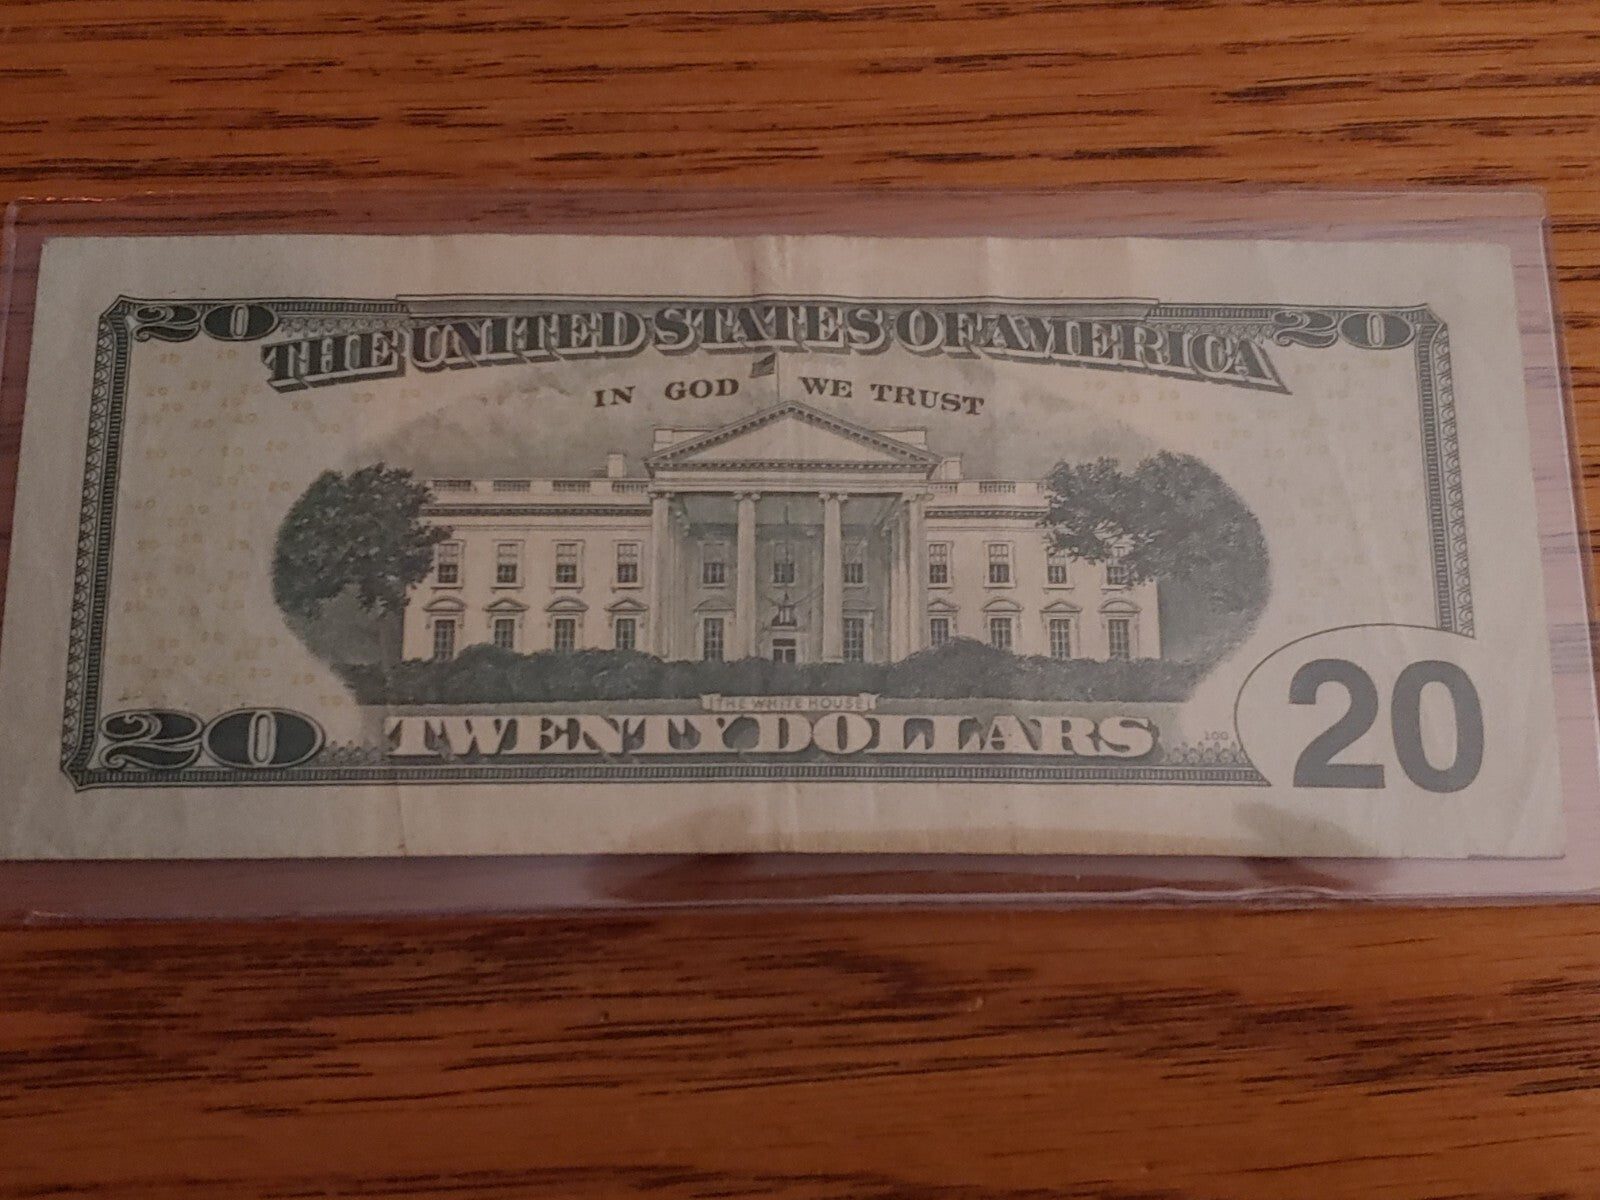 20 THE UNITED STATES OF AMERICA 20
IN GOD WE TRUST
THE WHITE HOUSE
20 TWENTY DOLLARS 20